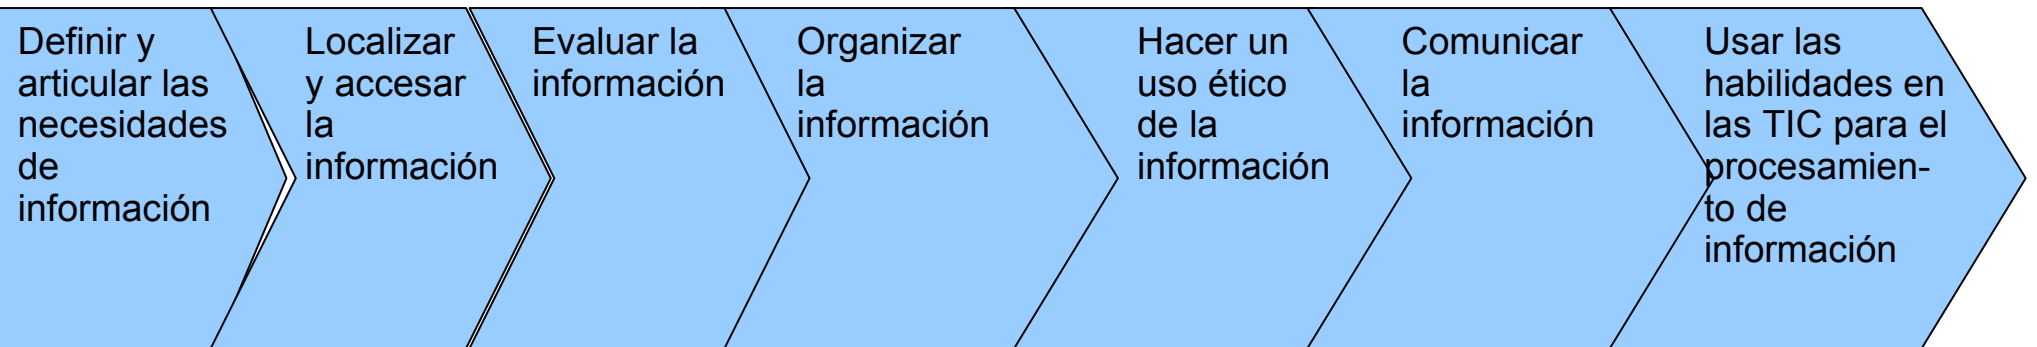 Definir y
articular las
necesidades
de
información
Localizar
y accesar
la
información
Evaluar la
información
Organizar
la
información
Hacer un
uso ético
de la
información
Comunicar
la
información
Usar las
habilidades en
las TIC para el
procesamien-
to de
información